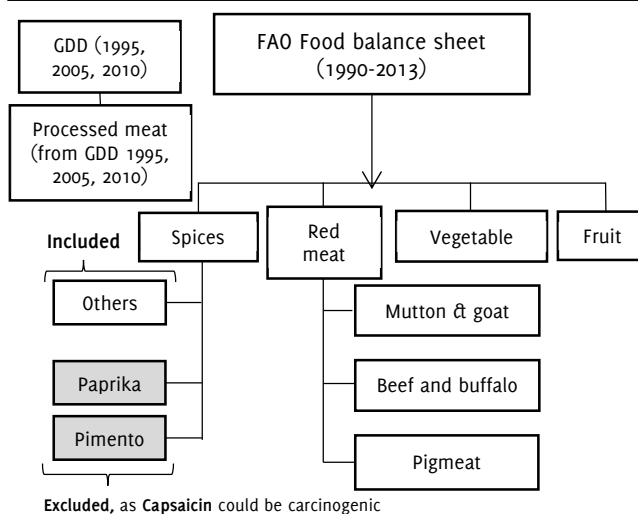 GDD (1995,
2005, 2010)
FAO Food balance sheet
(1990-2013)
Processed meat
(from GDD 1995,
2005, 2010)
Included
Spices
Red
meat
Vegetable
Fruit
Others
Mutton & goat
Paprika
Beef and buffalo
Pimento
Pigmeat
Excluded, as Capsaicin could be carcinogenic